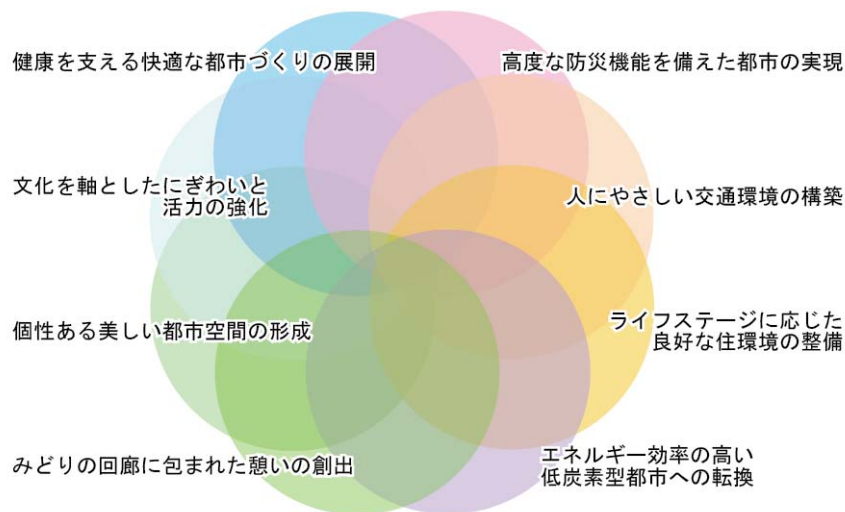 健康を支える快適な都市づくりの展開
高度な防災機能を備えた都市の実現
文化を軸としたにぎわいと
活力の強化
人にやさしい交通環境の構築
個性ある美しい都市空間の形成
ライフステージに応じた
良好な住環境の整備
みどりの回廊に包まれた憩いの創出
エネルギー効率の高い
低炭素型都市への転換